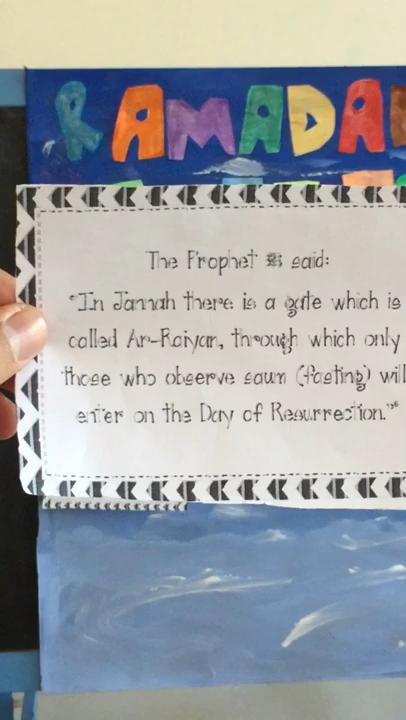 RAMADA
The Prophet ﷺ said:
"In Jannah there is a gate which is
called Ar-Raiyan, through which only
those who observe saum (fasting) will
enter on the Day of Resurrection."